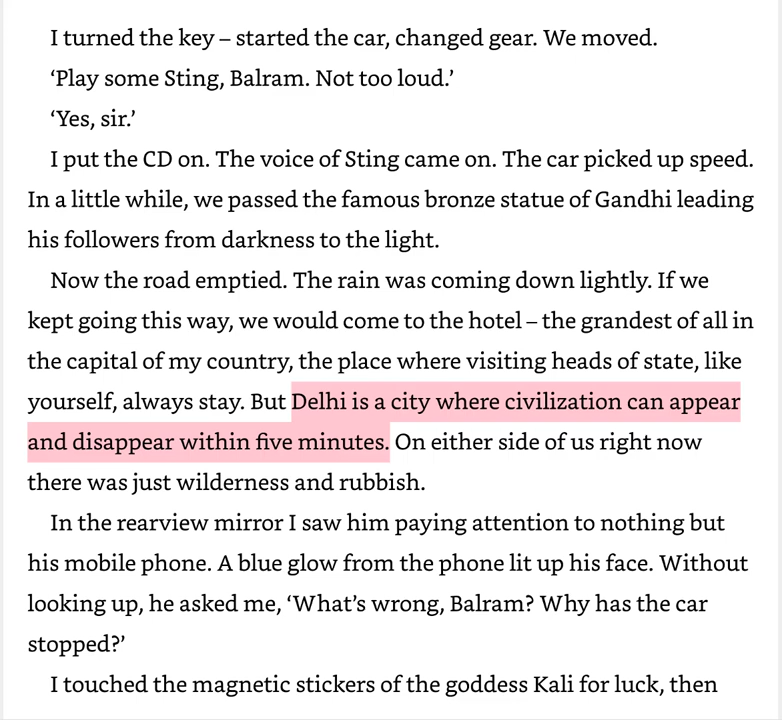 I turned the key – started the car, changed gear. We moved.
‘Play some Sting, Balram. Not too loud.’
‘Yes, sir.’
I put the CD on. The voice of Sting came on. The car picked up speed.
In a little while, we passed the famous bronze statue of Gandhi leading
his followers from darkness to the light.
Now the road emptied. The rain was coming down lightly. If we
kept going this way, we would come to the hotel – the grandest of all in
the capital of my country, the place where visiting heads of state, like
yourself, always stay. But Delhi is a city where civilization can appear
and disappear within five minutes. On either side of us right now
there was just wilderness and rubbish.
In the rearview mirror I saw him paying attention to nothing but
his mobile phone. A blue glow from the phone lit up his face. Without
looking up, he asked me, ‘What’s wrong, Balram? Why has the car
stopped?’
I touched the magnetic stickers of the goddess Kali for luck, then